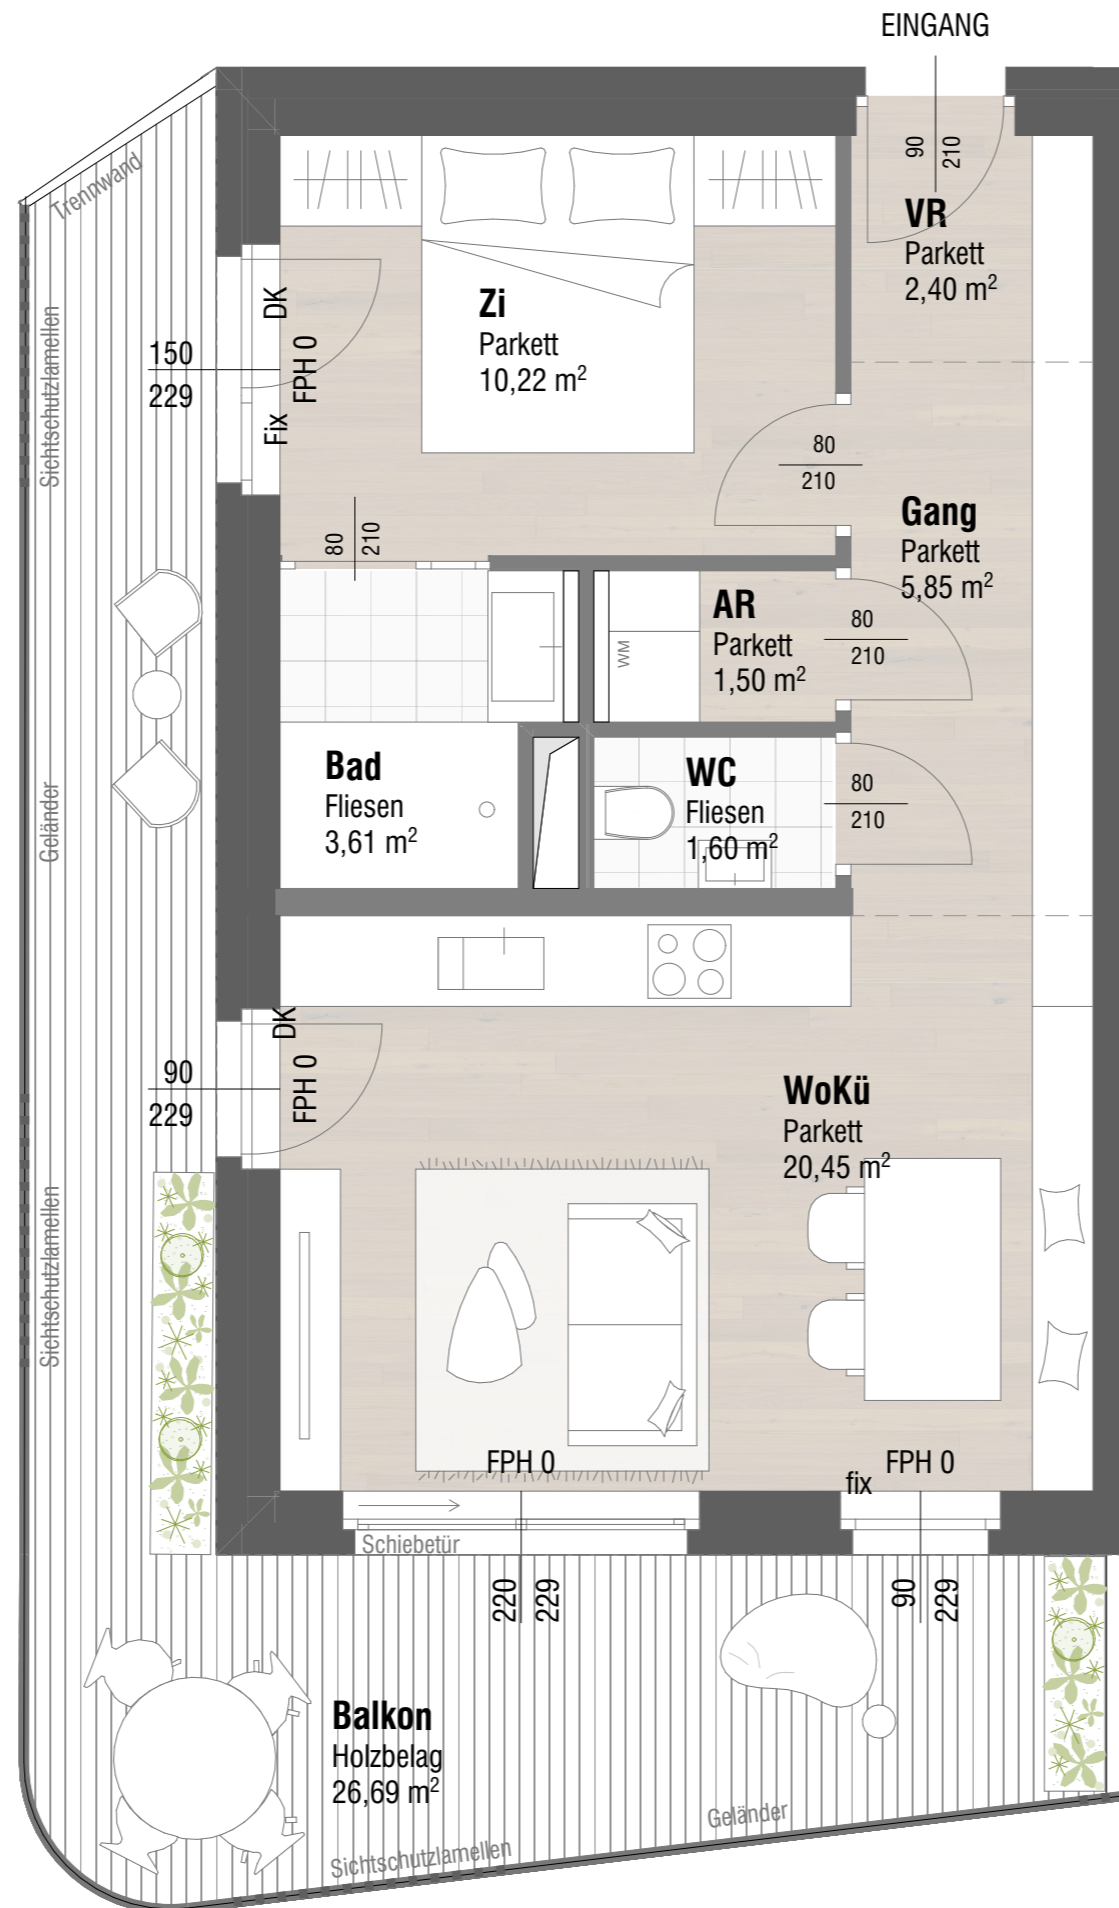 EINGANG
90
210
VR
Parkett
2,40 m²
Trennwand
Sichtschutzlamellen
150
229
DK
Fix
FPH 0
Zi
Parkett
10,22 m²
80
210
Gang
Parkett
5,85 m²
80
210
AR
Parkett
1,50 m²
WM
80
210
Bad
Fliesen
3,61 m²
WC
Fliesen
1,60 m²
80
210
Geländer
90
229
DK
FPH 0
WoKü
Parkett
20,45 m²
Sichtschutzlamellen
FPH 0
fix
FPH 0
Schiebetür
220
229
90
229
Balkon
Holzbelag
26,69 m²
Geländer
Sichtschutzlamellen